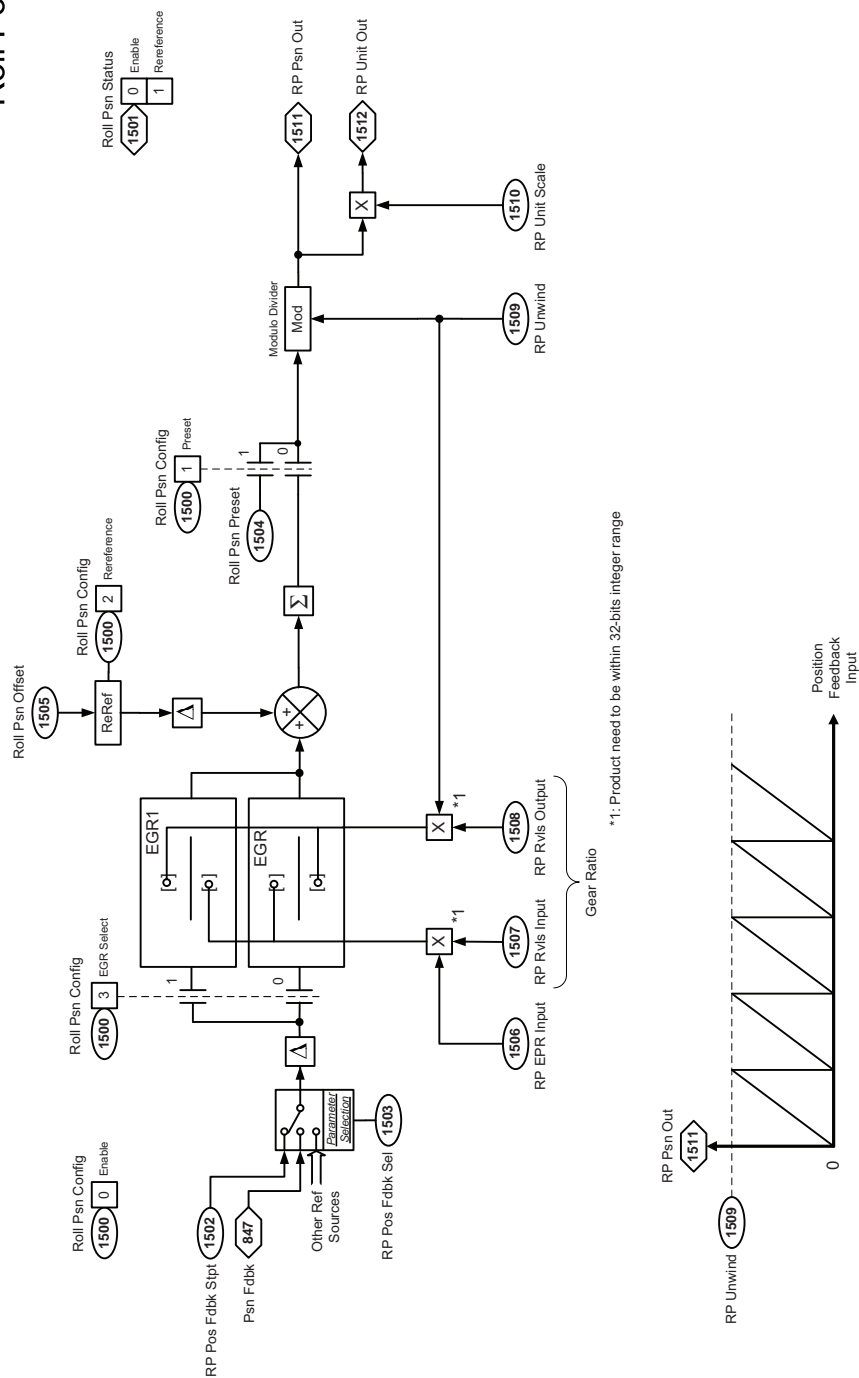 Roll Psn Config
1500 0 Enable
RP Pos Fdbk Stpt 1502
Psn Fdbk 847
Other Ref
Sources
Parameter
Selection
1503
RP Pos Fdbk Sel
Δ
Roll Psn Config
1500 3 EGR Select
1
0
EGR1
[ ]
[ ]
EGR
[ ]
[ ]
X
*1
X
*1
1506
RP EPR Input
1507
RP Rvls Input
1508
RP Rvls Output
Gear Ratio
Roll Psn Offset
1505
ReRef
Roll Psn Config
1500 2 Rereference
Δ
+
+
Σ
Roll Psn Config
1500 1 Preset
1504
Roll Psn Preset
1
0
Modulo Divider
Mod
1509
RP Unwind
X
1510
RP Unit Scale
1511 RP Psn Out
1512 RP Unit Out
Roll Psn Status
1501 0 Enable
1 Rereference
*1: Product need to be within 32-bits integer range
RP Psn Out
1511
RP Unwind 1509
0
Position
Feedback
Input